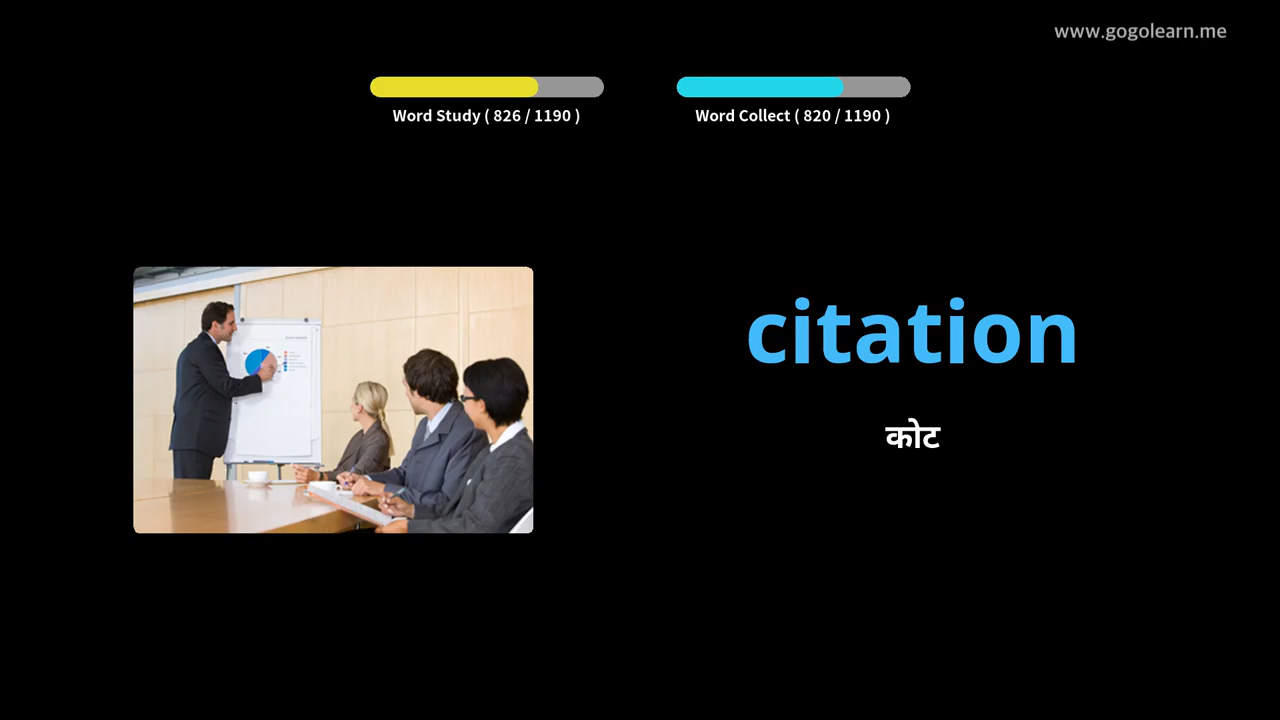 www.gogolearn.me
Word Study ( 826 / 1190 )
Word Collect ( 820 / 1190 )
citation
कोट